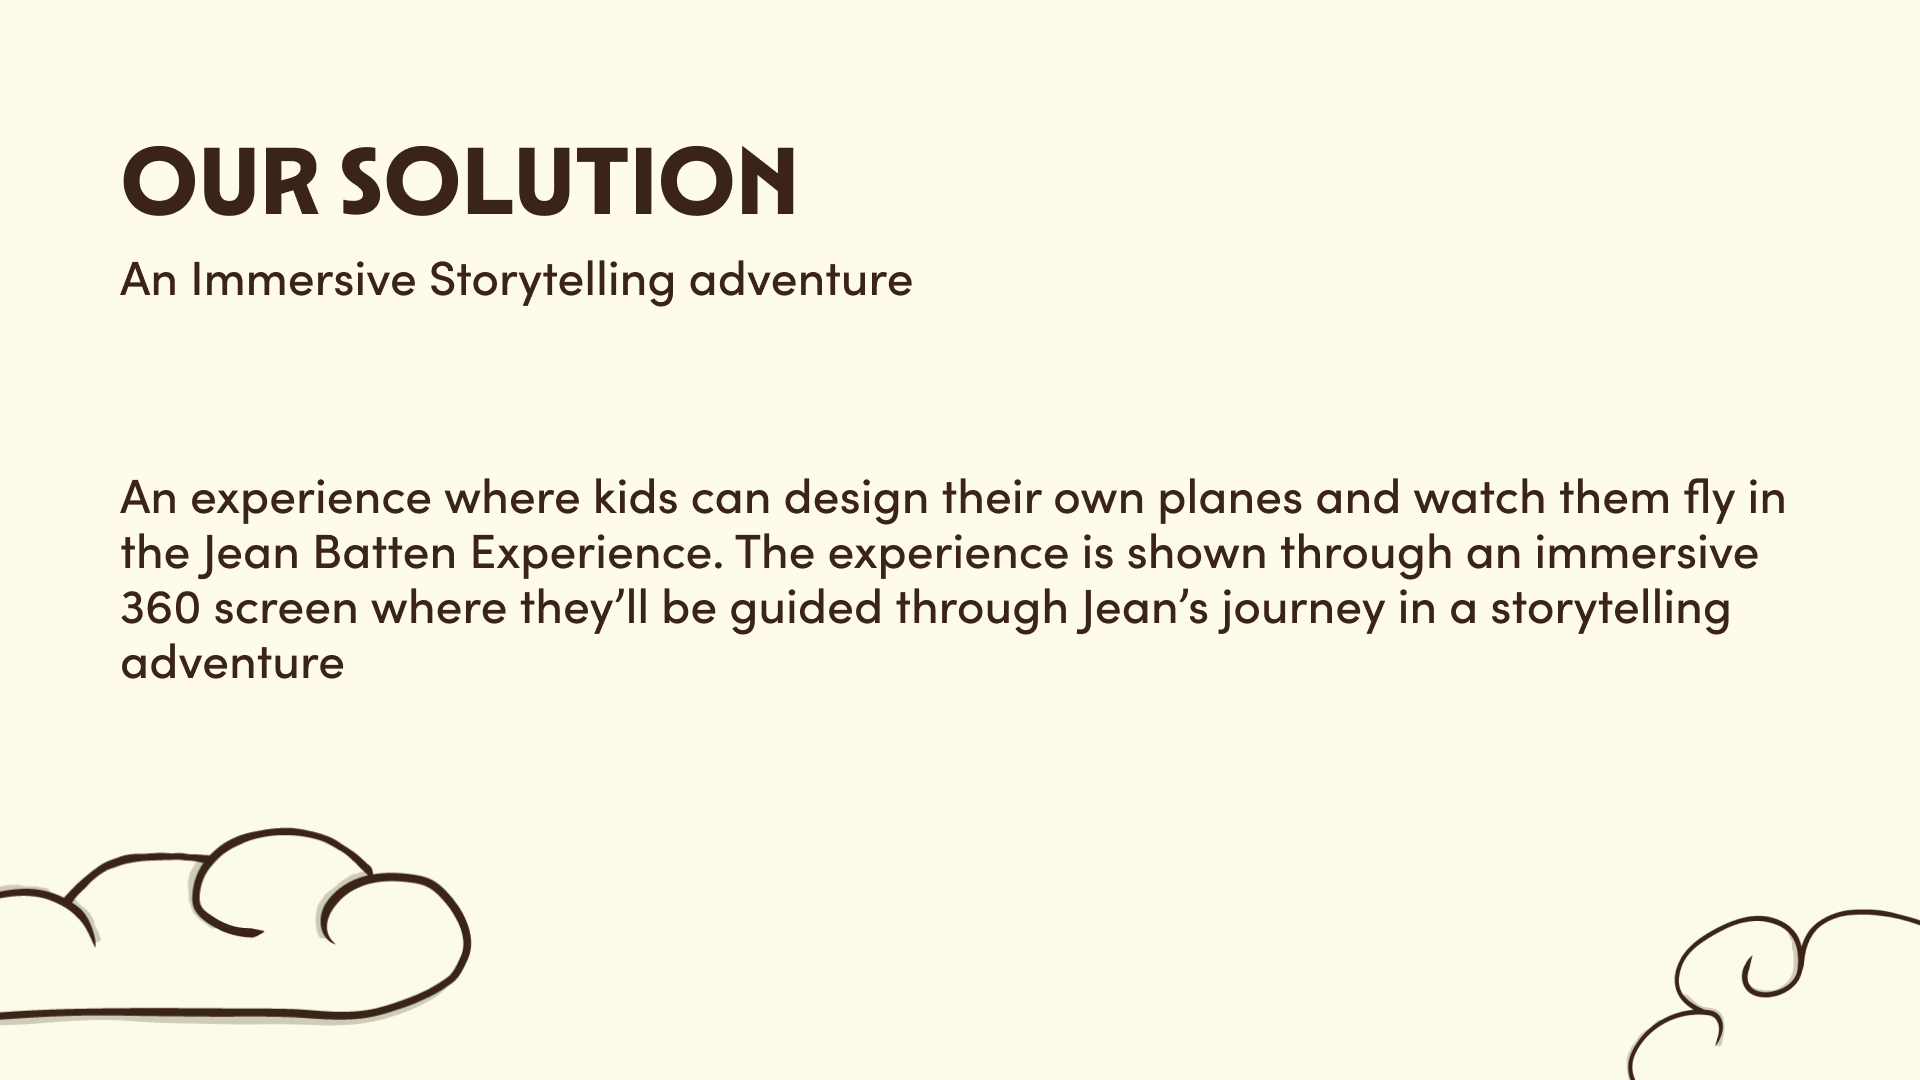 OUR SOLUTION
An Immersive Storytelling adventure
An experience where kids can design their own planes and watch them fly in
the Jean Batten Experience. The experience is shown through an immersive
360 screen where they’ll be guided through Jean’s journey in a storytelling
adventure